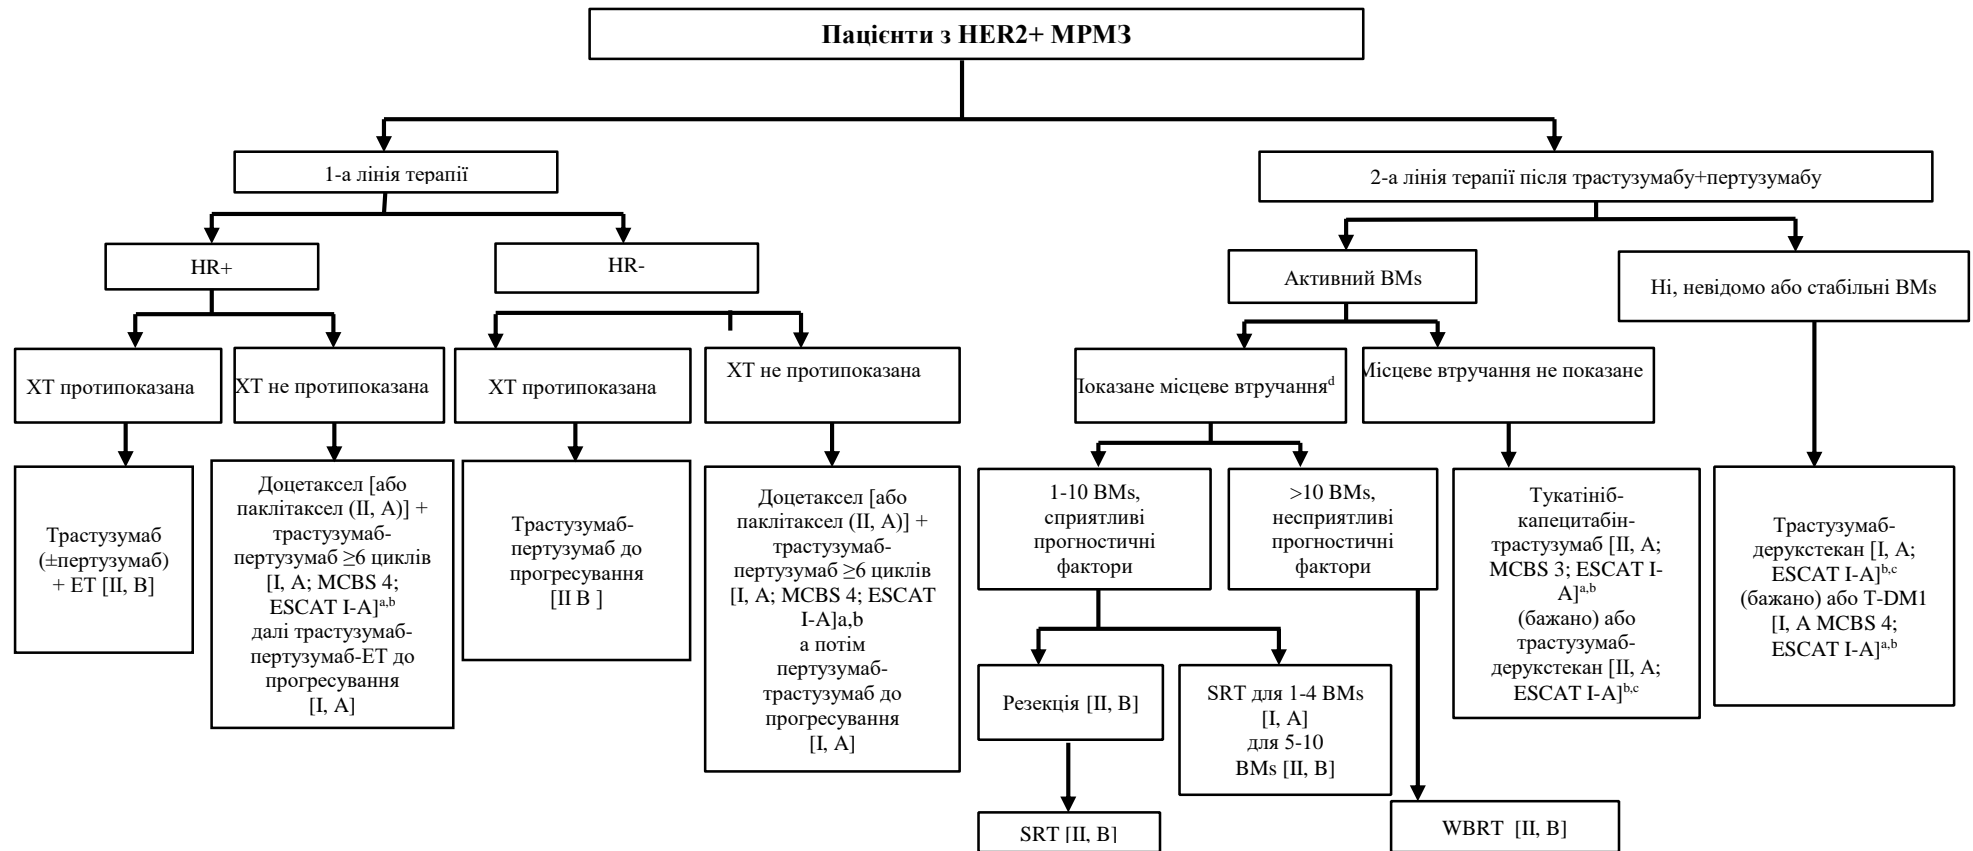 Пацієнти з HER2+ МРМЗ
1-а лінія терапії
2-а лінія терапії після трастузумабу+пертузумабу
HR+
HR-
Активний BMs
Ні, невідомо або стабільні BMs
ХТ протипоказана
ХТ не протипоказана
ХТ протипоказана
ХТ не протипоказана
Показане місцеве втручанняd
Місцеве втручання не показане
Трастузумаб
(±пертузумаб)
+ ET [II, B]
Доцетаксел [або
паклітаксел (II, A)] +
трастузумаб-
пертузумаб ≥6 циклів
[I, A; MCBS 4;
ESCAT I-A]a,b
далі трастузумаб-
пертузумаб-ЕТ до
прогресування
[I, A]
Трастузумаб-
пертузумаб до
прогресування
[II B ]
Доцетаксел [або
паклітаксел (II, A)] +
трастузумаб-
пертузумаб ≥6 циклів
[I, A; MCBS 4; ESCAT
I-A]a,b
а потім
пертузумаб-
трастузумаб до
прогресування
[I, A]
1-10 BMs,
сприятливі
прогностичні
фактори
>10 BMs,
несприятливі
прогностичні
фактори
Тукатініб-
капецитабін-
трастузумаб [II, A;
MCBS 3; ESCAT I-
A]a,b
(бажано) або
трастузумаб-
дерукстекан [II, A;
ESCAT I-A]b,c
Трастузумаб-
дерукстекан [I, A;
ESCAT I-A]b,c
(бажано) або T-DM1
[I, A MCBS 4;
ESCAT I-A]a,b
Резекція [II, B]
SRT для 1-4 BMs
[I, A]
для 5-10
BMs [II, B]
SRT [II, B]
WBRT [II, B]